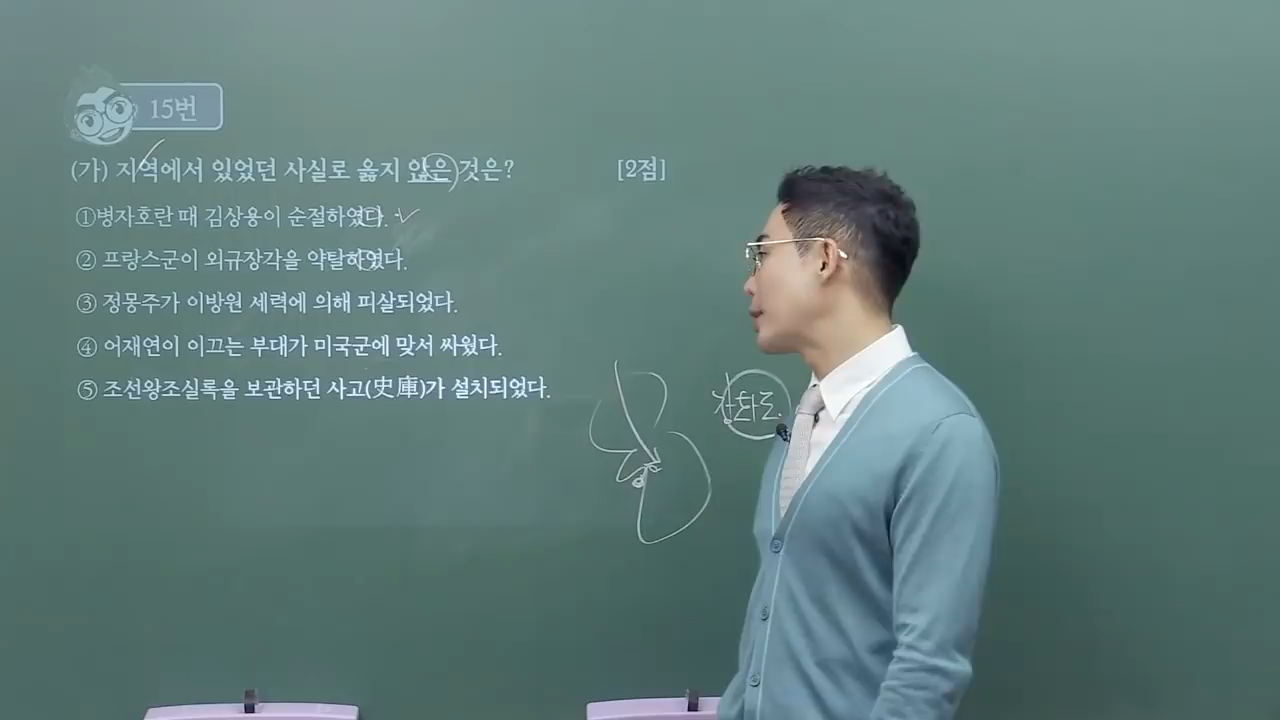 15번
(가) 지역에서 있었던 사실로 옳지 않은 것은? [2점]
①병자호란 때 김상용이 순절하였다.
② 프랑스군이 외규장각을 약탈하였다.
③ 정몽주가 이방원 세력에 의해 피살되었다.
④ 어재연이 이끄는 부대가 미국군에 맞서 싸웠다.
⑤ 조선왕조실록을 보관하던 사고(史庫)가 설치되었다.
강화도.